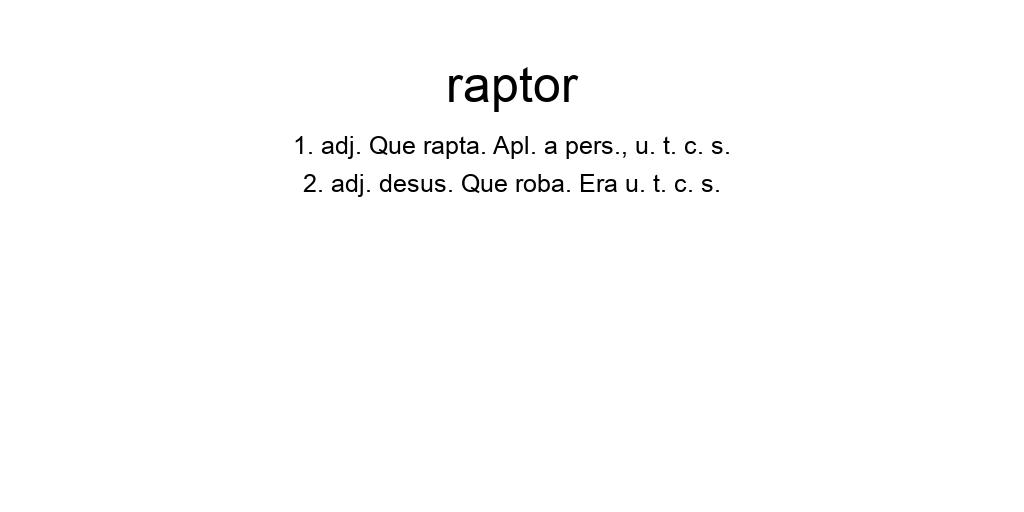 raptor
1. adj. Que rapta. Apl. a pers., u. t. c. s.
2. adj. desus. Que roba. Era u. t. c. s.